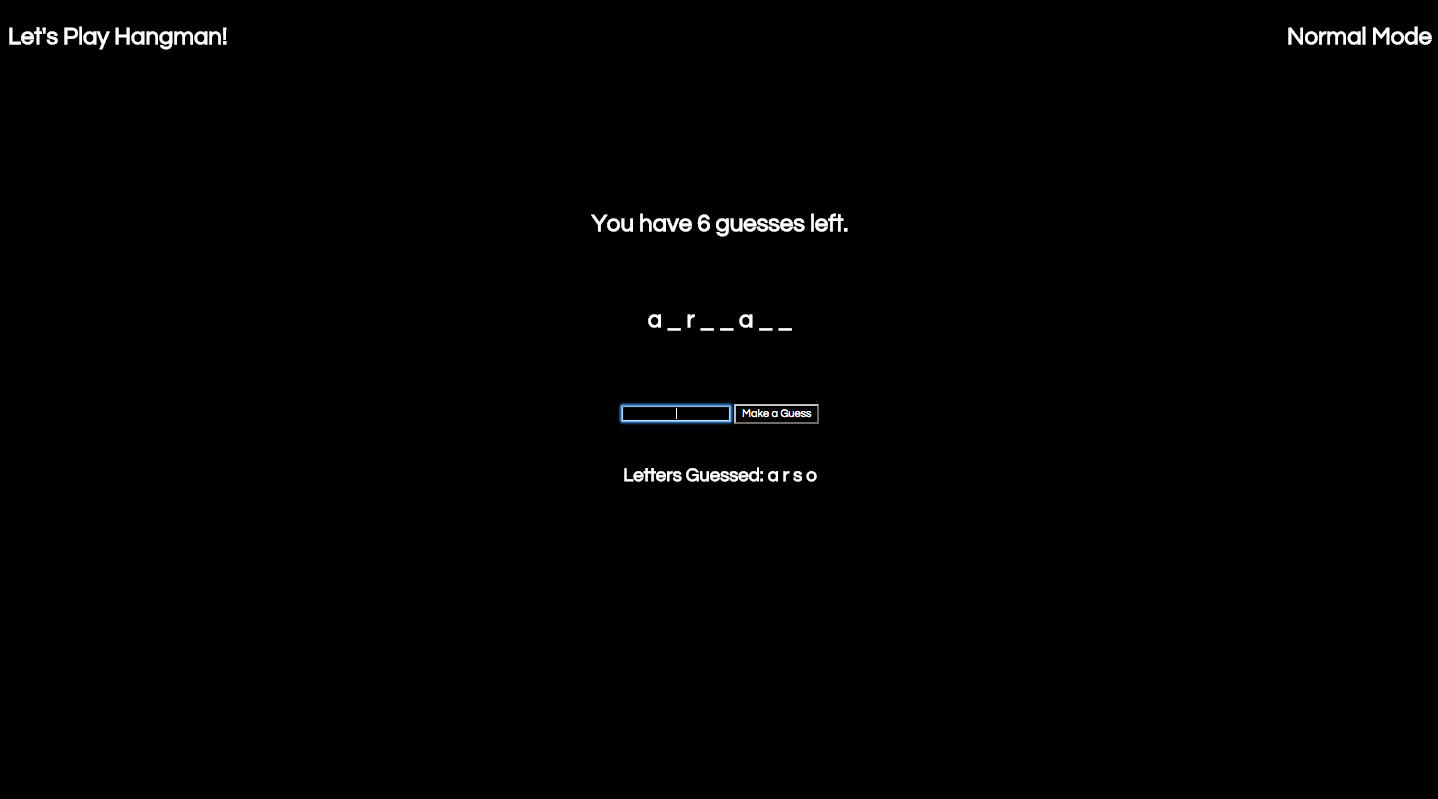 Let's Play Hangman!
Normal Mode
You have 6 guesses left.
a _ r _ _ a _ _
Make a Guess
Letters Guessed: a r s o